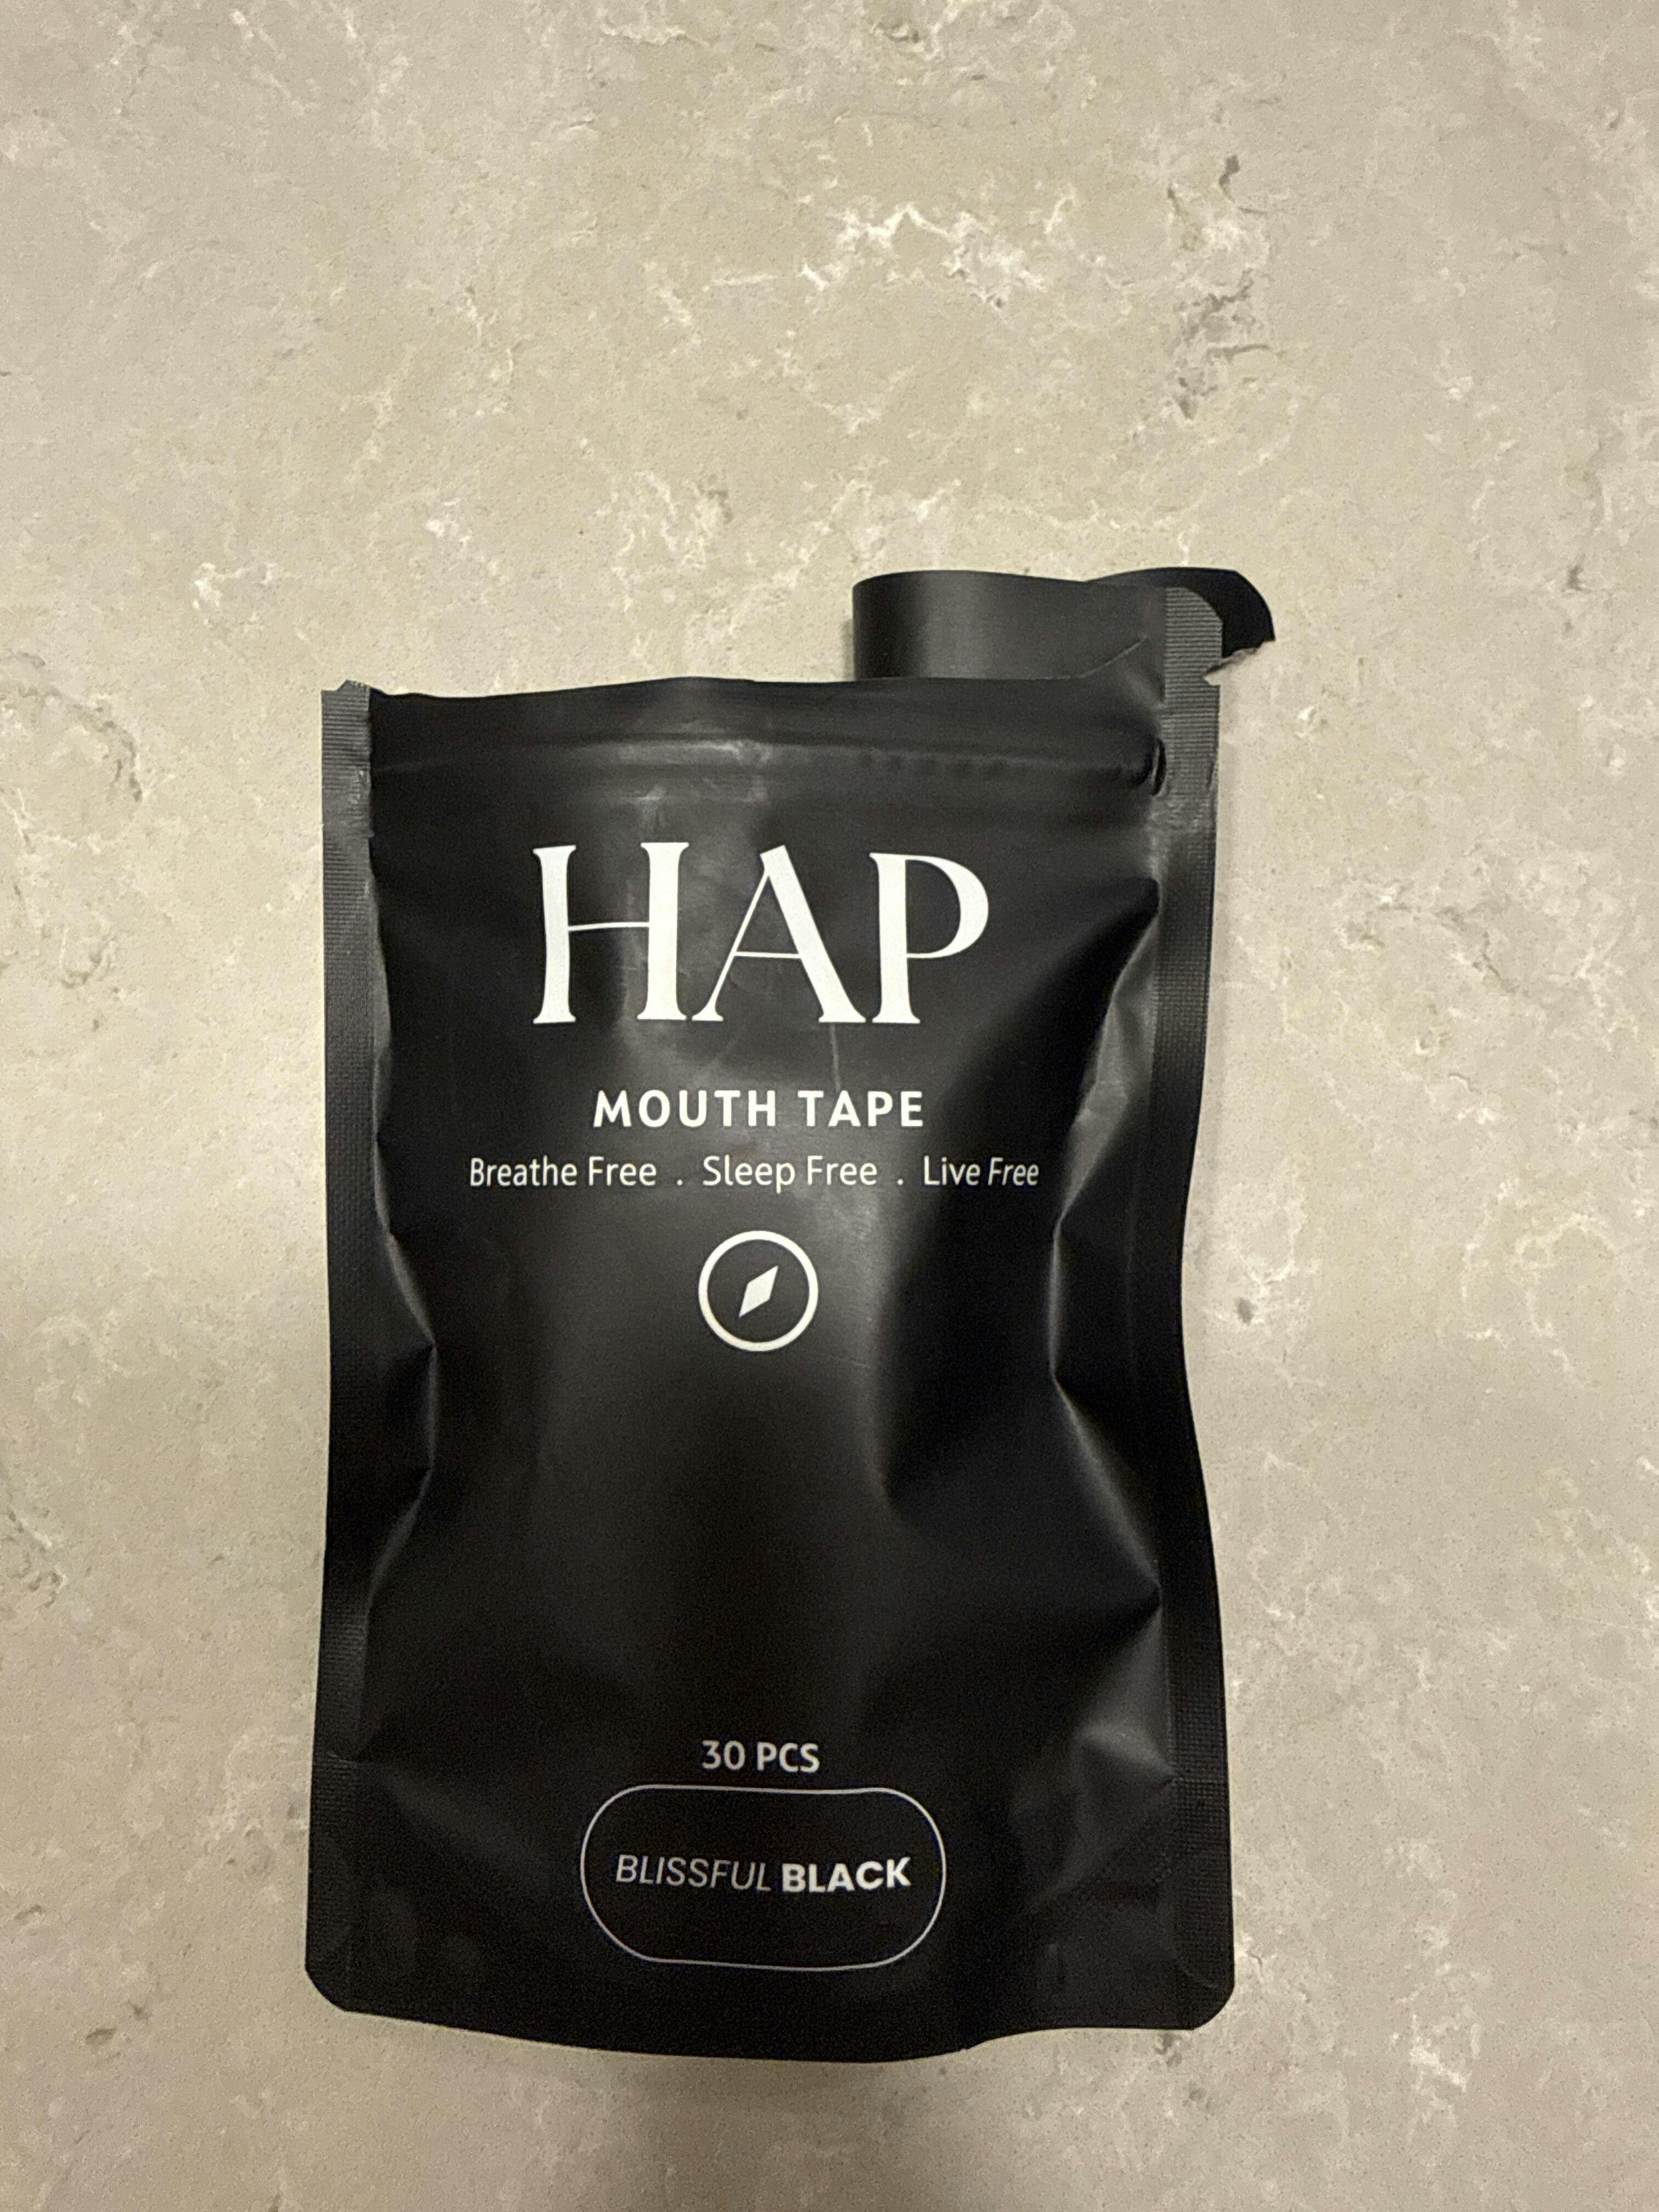 HAP
MOUTH TAPE
Breathe Free . Sleep Free . Live Free
30 PCS
BLISSFUL BLACK